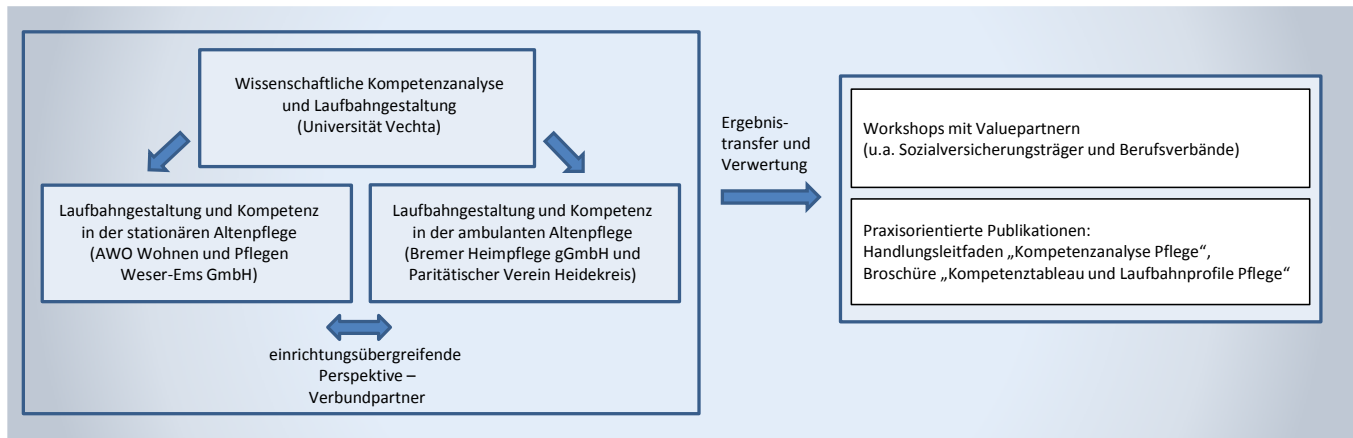 Wissenschaftliche Kompetenzanalyse
und Laufbahngestaltung
(Universität Vechta)
Laufbahngestaltung und Kompetenz
in der stationären Altenpflege
(AWO Wohnen und Pflegen
Weser-Ems GmbH)
Laufbahngestaltung und Kompetenz
in der ambulanten Altenpflege
(Bremer Heimpflege gGmbH und
Paritätischer Verein Heidekreis)
einrichtungsübergreifende
Perspektive –
Verbundpartner
Ergebnis-
transfer und
Verwertung
Workshops mit Valuepartnern
(u.a. Sozialversicherungsträger und Berufsverbände)
Praxisorientierte Publikationen:
Handlungsleitfaden „Kompetenzanalyse Pflege“,
Broschüre „Kompetenztableau und Laufbahnprofile Pflege“